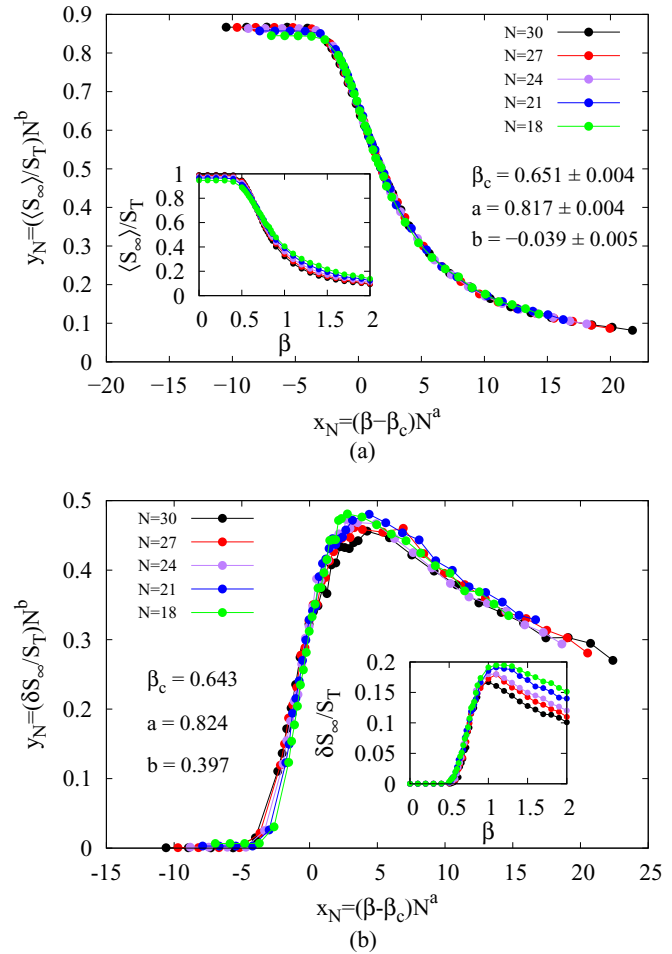 y_N=(⟨S_∞⟩/S_T)N^b
0.9
0.8
0.7
0.6
0.5
0.4
0.3
0.2
0.1
0
N=30
N=27
N=24
N=21
N=18
β_c = 0.651 ± 0.004
a = 0.817 ± 0.004
b = −0.039 ± 0.005
⟨S_∞⟩/S_T
1
0.8
0.6
0.4
0.2
0
0 0.5 1 1.5 2
β
−20 −15 −10 −5 0 5 10 15 20
x_N=(β−β_c)N^a
(a)
y_N=(δS_∞/S_T)N^b
0.5
0.4
0.3
0.2
0.1
0
N=30
N=27
N=24
N=21
N=18
β_c = 0.643
a = 0.824
b = 0.397
δS_∞/S_T
0.2
0.15
0.1
0.05
0
0 0.5 1 1.5 2
β
-15 -10 -5 0 5 10 15 20 25
x_N=(β-β_c)N^a
(b)